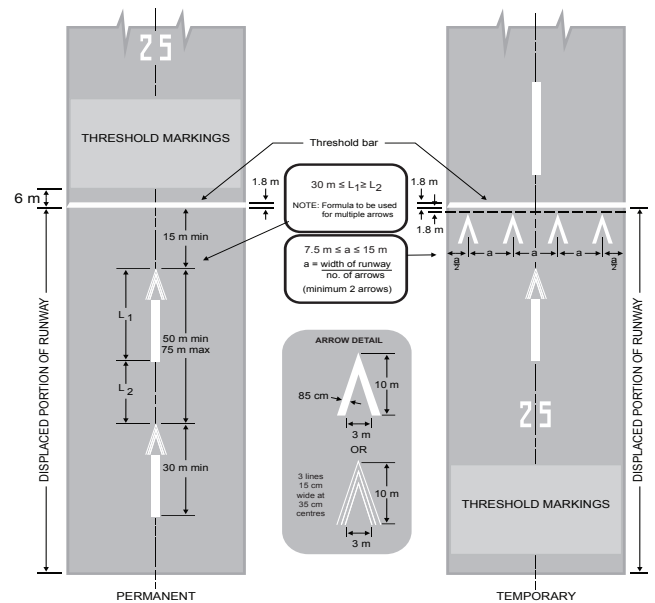 25
THRESHOLD MARKINGS
6 m
Threshold bar
1.8 m
15 m min
L1
50 m min
75 m max
L2
30 m min
DISPLACED PORTION OF RUNWAY
PERMANENT
30 m ≤ L1 ≥ L2
NOTE: Formula to be used
for multiple arrows
7.5 m ≤ a ≤ 15 m
a = width of runway
no. of arrows
(minimum 2 arrows)
ARROW DETAIL
85 cm
10 m
3 m
OR
3 lines
15 cm
wide at
35 cm
centres
10 m
3 m
1.8 m
1.8 m
a/2 a a a a/2
25
THRESHOLD MARKINGS
DISPLACED PORTION OF RUNWAY
TEMPORARY